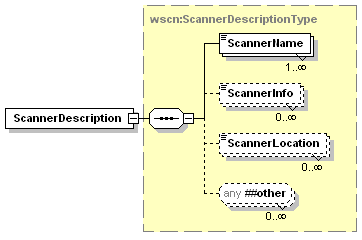 wscn:ScannerDescriptionType
ScannerName
1..∞
ScannerInfo
0..∞
ScannerDescription
ScannerLocation
0..∞
any ##other
0..∞